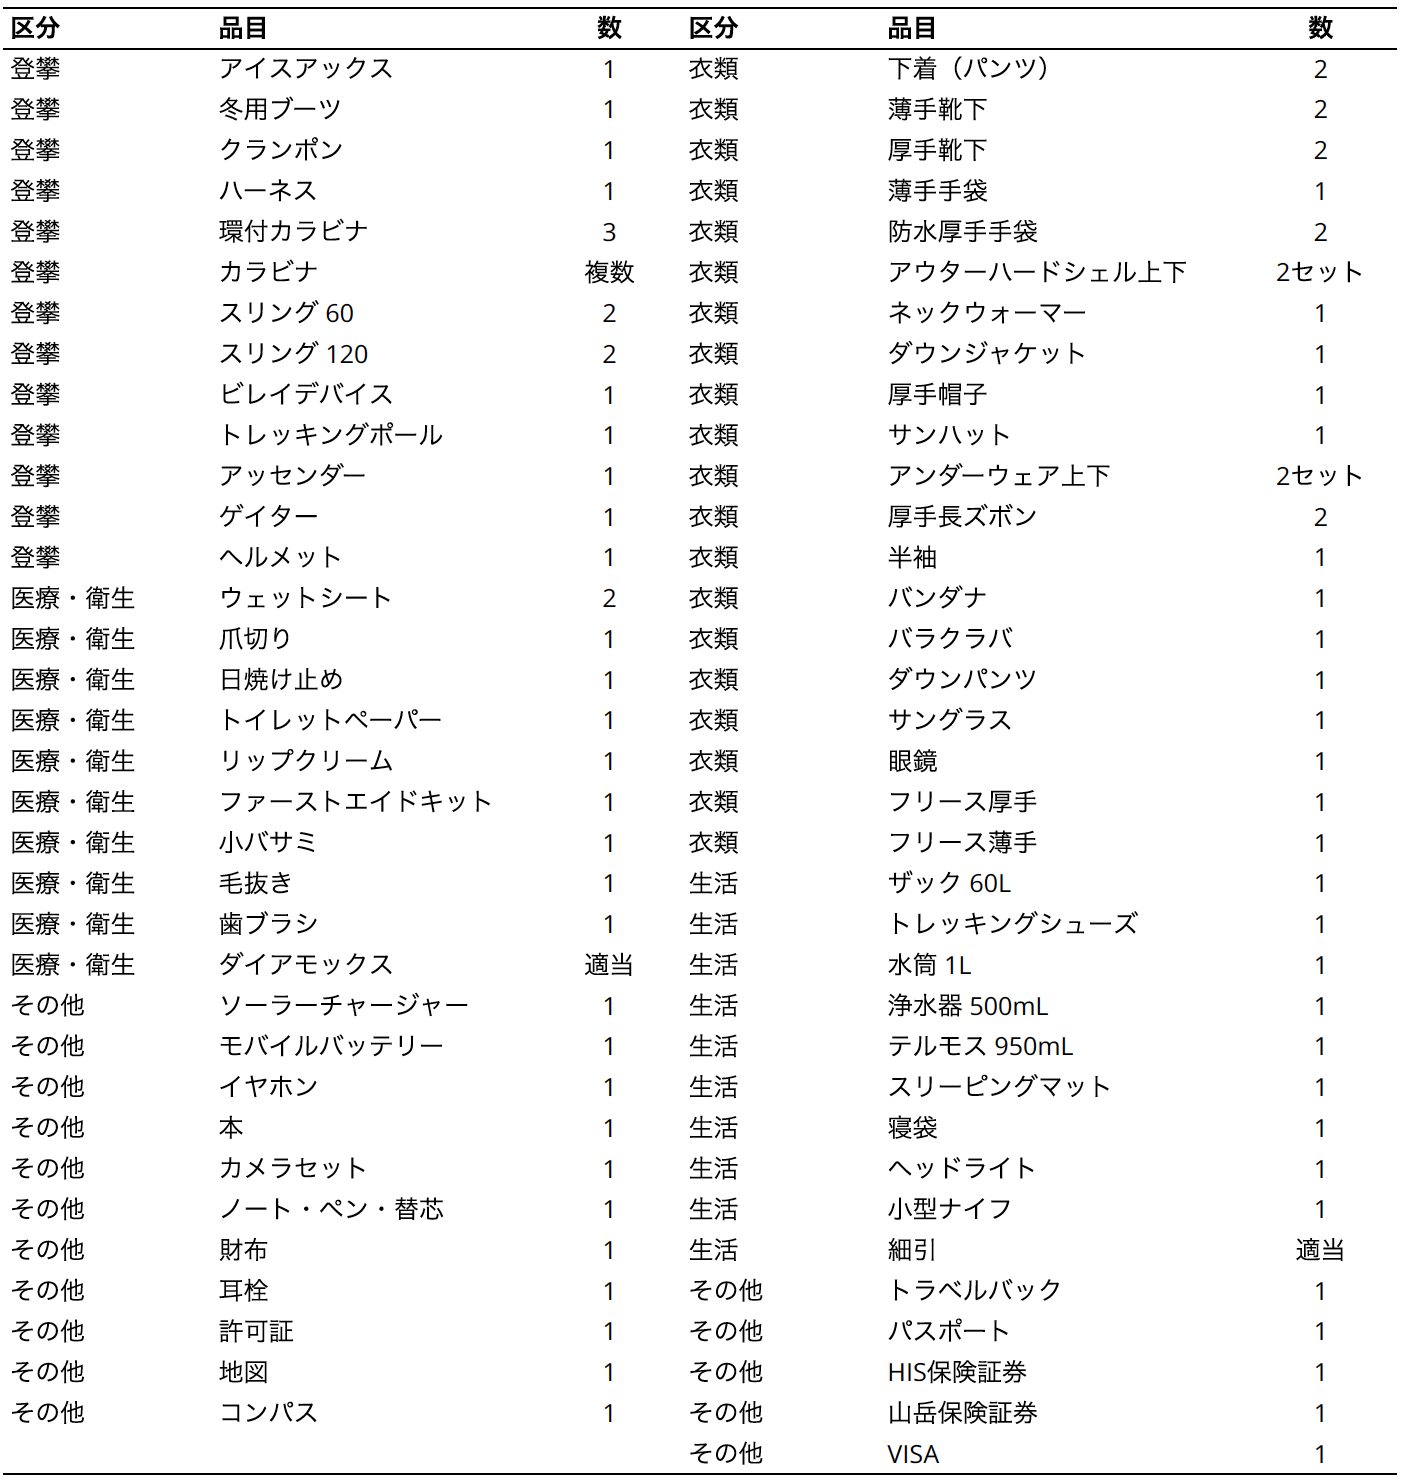 区分 品目 数 区分 品目 数
登攀 アイスアックス 1 衣類 下着（パンツ） 2
登攀 冬用ブーツ 1 衣類 薄手靴下 2
登攀 クランポン 1 衣類 厚手靴下 2
登攀 ハーネス 1 衣類 薄手手袋 1
登攀 環付カラビナ 3 衣類 防水厚手手袋 2
登攀 カラビナ 複数 衣類 アウターハードシェル上下 2セット
登攀 スリング 60 2 衣類 ネックウォーマー 1
登攀 スリング 120 2 衣類 ダウンジャケット 1
登攀 ビレイデバイス 1 衣類 厚手帽子 1
登攀 トレッキングポール 1 衣類 サンハット 1
登攀 アッセンダー 1 衣類 アンダーウェア上下 2セット
登攀 ゲイター 1 衣類 厚手長ズボン 2
登攀 ヘルメット 1 衣類 半袖 1
医療・衛生 ウェットシート 2 衣類 バンダナ 1
医療・衛生 爪切り 1 衣類 バラクラバ 1
医療・衛生 日焼け止め 1 衣類 ダウンパンツ 1
医療・衛生 トイレットペーパー 1 衣類 サングラス 1
医療・衛生 リップクリーム 1 衣類 眼鏡 1
医療・衛生 ファーストエイドキット 1 衣類 フリース厚手 1
医療・衛生 小バサミ 1 衣類 フリース薄手 1
医療・衛生 毛抜き 1 生活 ザック 60L 1
医療・衛生 歯ブラシ 1 生活 トレッキングシューズ 1
医療・衛生 ダイアモックス 適当 生活 水筒 1L 1
その他 ソーラーチャージャー 1 生活 浄水器 500mL 1
その他 モバイルバッテリー 1 生活 テルモス 950mL 1
その他 イヤホン 1 生活 スリーピングマット 1
その他 本 1 生活 寝袋 1
その他 カメラセット 1 生活 ヘッドライト 1
その他 ノート・ペン・替芯 1 生活 小型ナイフ 1
その他 財布 1 生活 細引 適当
その他 耳栓 1 その他 トラベルバック 1
その他 許可証 1 その他 パスポート 1
その他 地図 1 その他 HIS保険証券 1
その他 コンパス 1 その他 山岳保険証券 1
その他 VISA 1